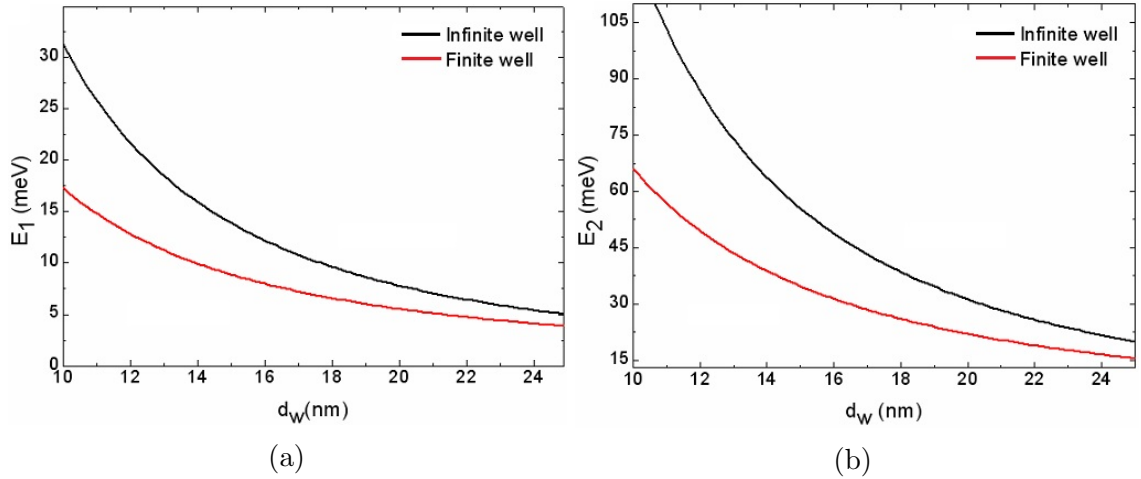 Infinite well
Finite well
E1 (meV)
30
25
20
15
10
5
0
10 12 14 16 18 20 22 24
dw(nm)
(a)
Infinite well
Finite well
E2 (meV)
105
90
75
60
45
30
15
10 12 14 16 18 20 22 24
dw (nm)
(b)